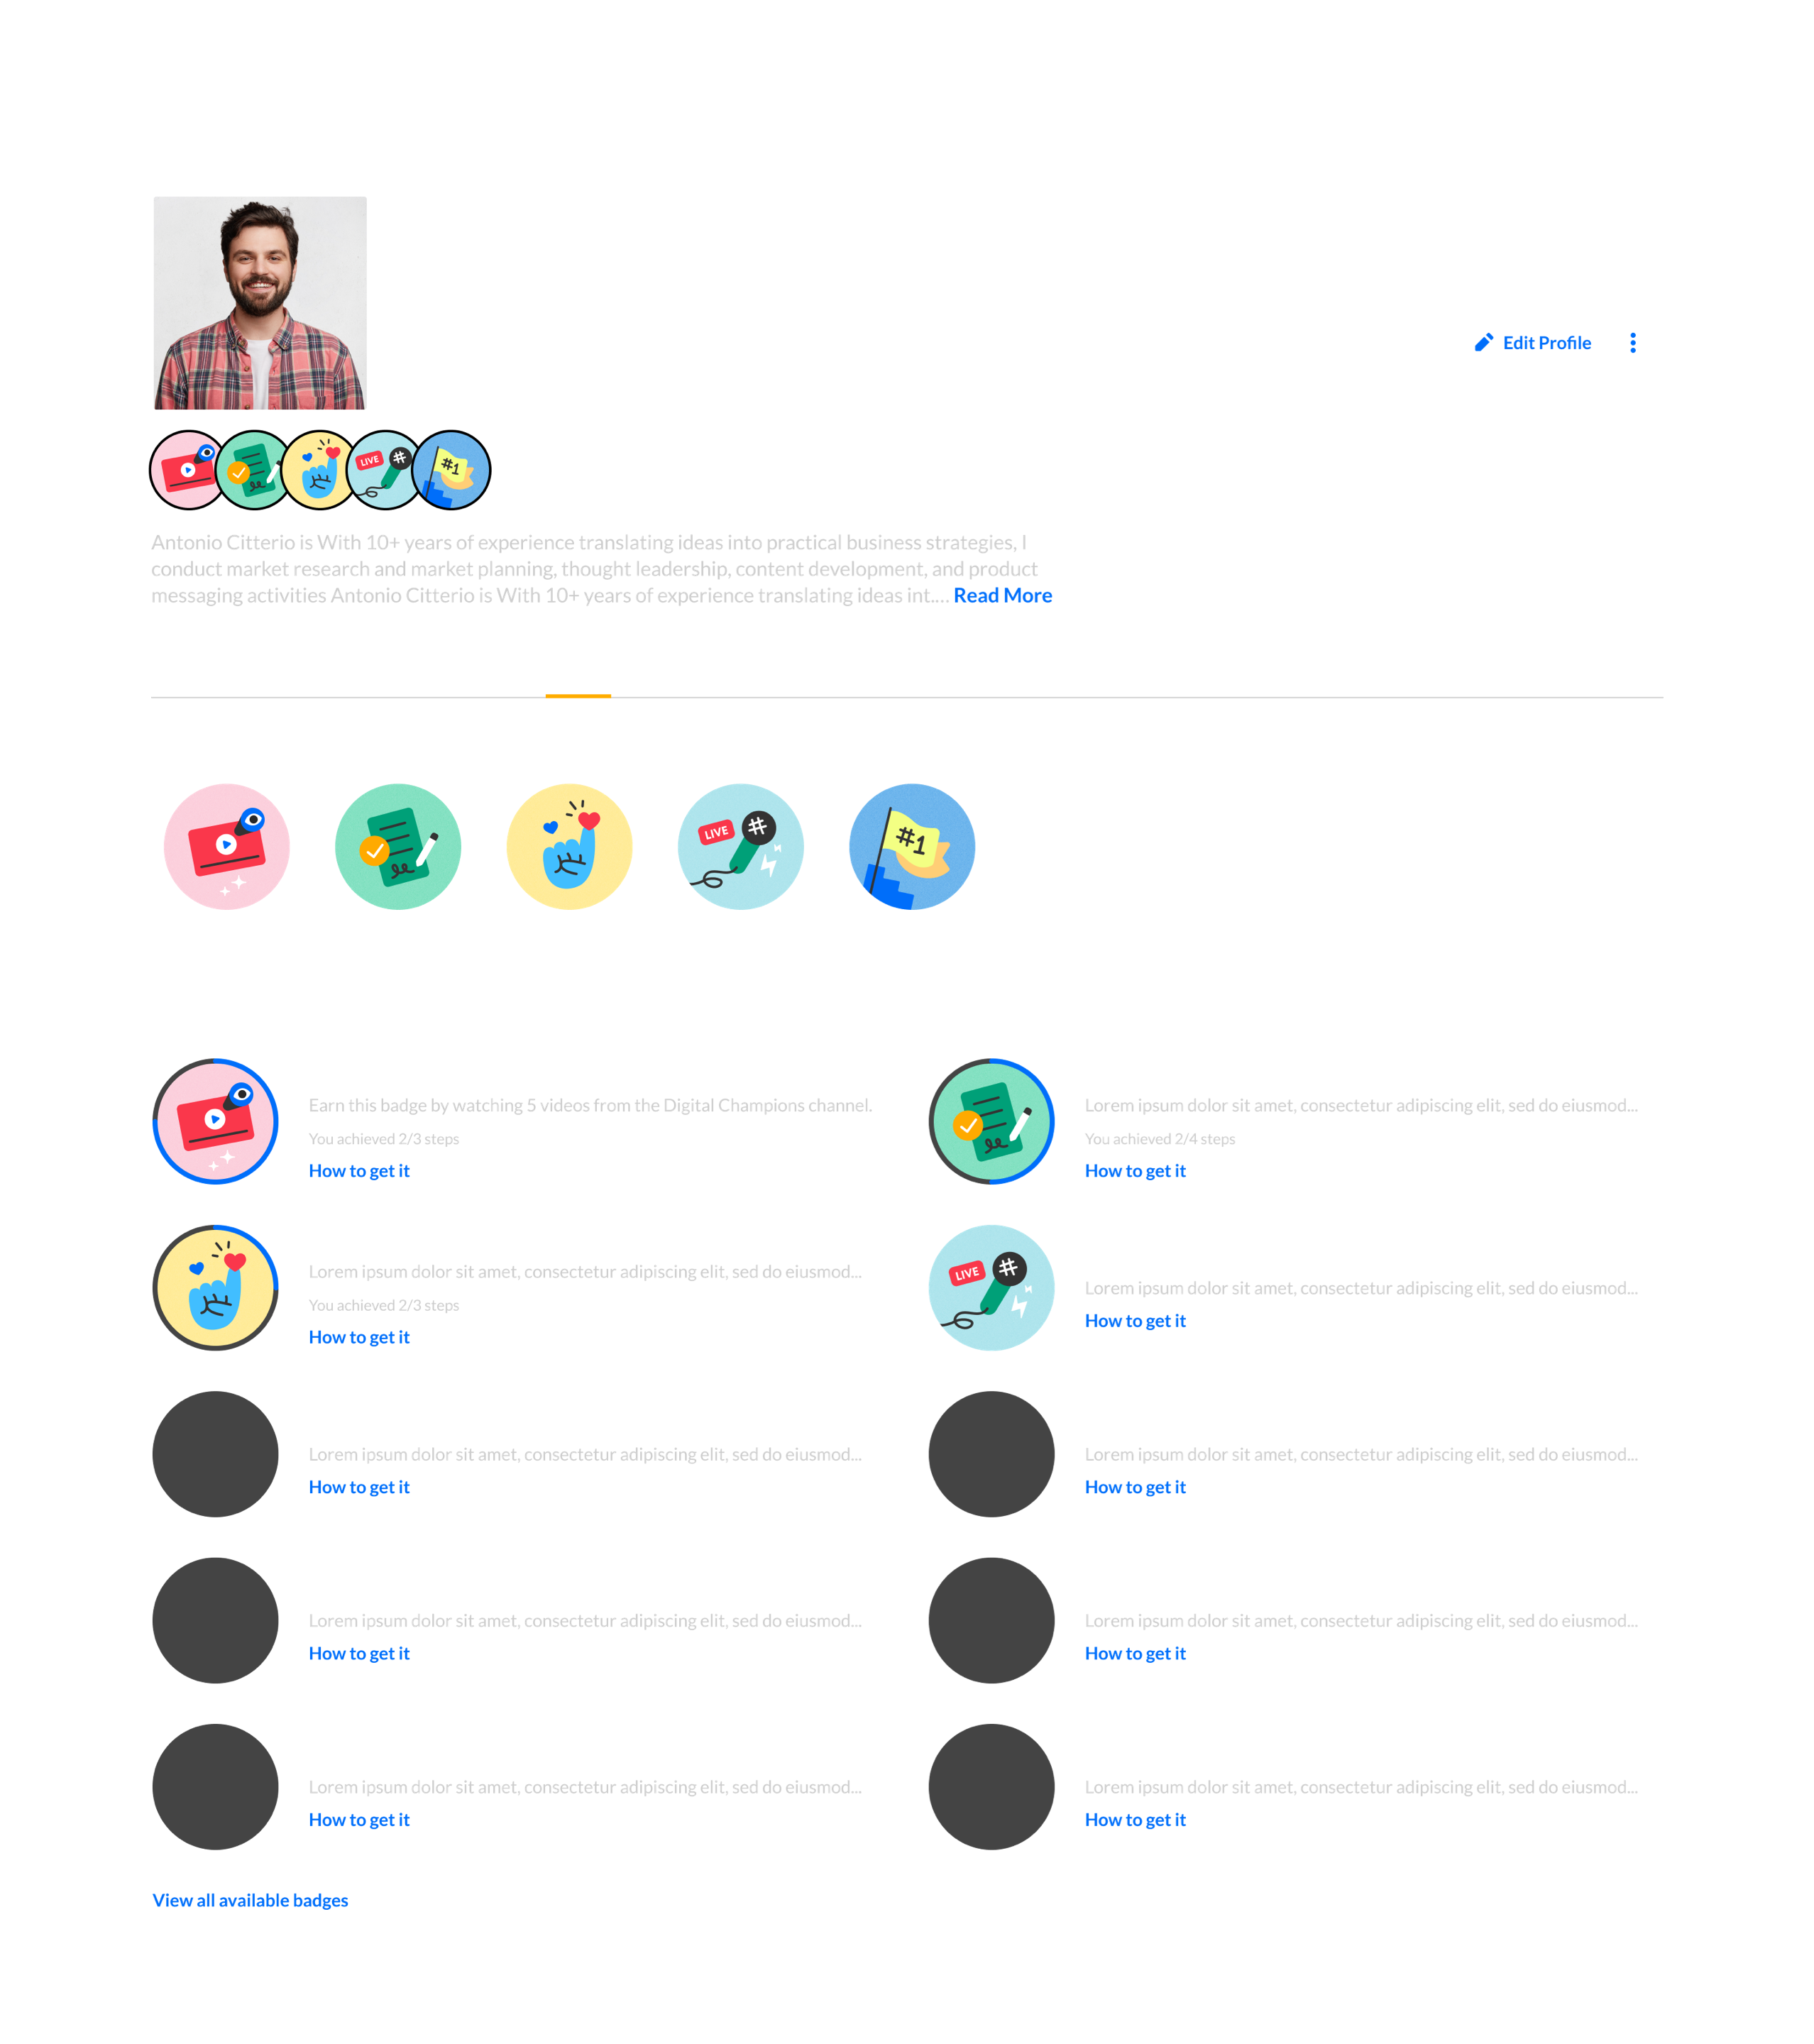 Edit Profile
LIVE
#
#1
Antonio Citterio is With 10+ years of experience translating ideas into practical business strategies, I
conduct market research and market planning, thought leadership, content development, and product
messaging activities Antonio Citterio is With 10+ years of experience translating ideas int.... Read More
LIVE
#
#1
Earn this badge by watching 5 videos from the Digital Champions channel.
You achieved 2/3 steps
How to get it
Lorem ipsum dolor sit amet, consectetur adipiscing elit, sed do eiusmod...
You achieved 2/4 steps
How to get it
Lorem ipsum dolor sit amet, consectetur adipiscing elit, sed do eiusmod...
You achieved 2/3 steps
How to get it
LIVE
#
Lorem ipsum dolor sit amet, consectetur adipiscing elit, sed do eiusmod...
How to get it
Lorem ipsum dolor sit amet, consectetur adipiscing elit, sed do eiusmod...
How to get it
Lorem ipsum dolor sit amet, consectetur adipiscing elit, sed do eiusmod...
How to get it
Lorem ipsum dolor sit amet, consectetur adipiscing elit, sed do eiusmod...
How to get it
Lorem ipsum dolor sit amet, consectetur adipiscing elit, sed do eiusmod...
How to get it
Lorem ipsum dolor sit amet, consectetur adipiscing elit, sed do eiusmod...
How to get it
Lorem ipsum dolor sit amet, consectetur adipiscing elit, sed do eiusmod...
How to get it
View all available badges